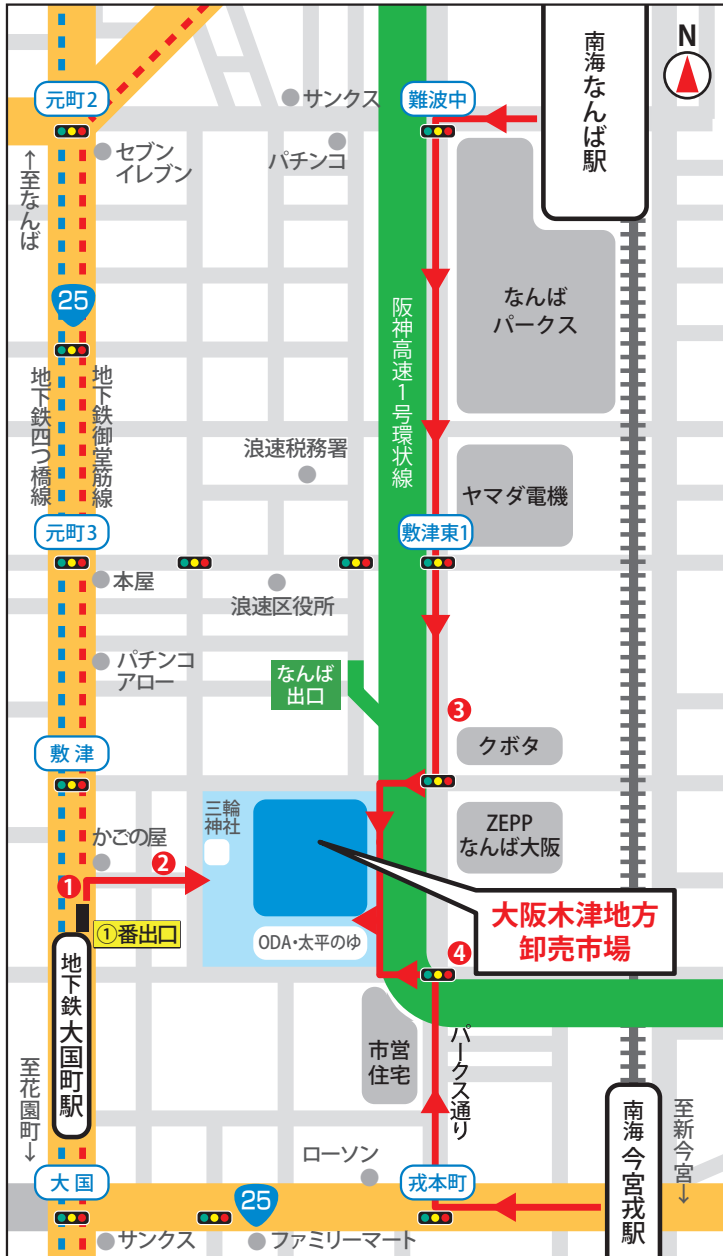 N
元町2
サンクス
難波中
南海なんば駅
セブン
イレブン
パチンコ
↑至なんば
25
なんば
パークス
阪神高速1号環状線
地下鉄四つ橋線
地下鉄御堂筋線
浪速税務署
ヤマダ電機
元町3
敷津東1
本屋
浪速区役所
パチンコ
アロー
なんば
出口
3
クボタ
敷津
三輪
神社
ZEPP
なんば大阪
かごの屋
2
1
①番出口
大阪木津地方
卸売市場
ODA・太平のゆ
4
地下鉄 大国町駅
市営
住宅
パークス通り
至花園町↓
南海 今宮戎駅
至新今宮↓
ローソン
大国
25
戎本町
サンクス
ファミリーマート